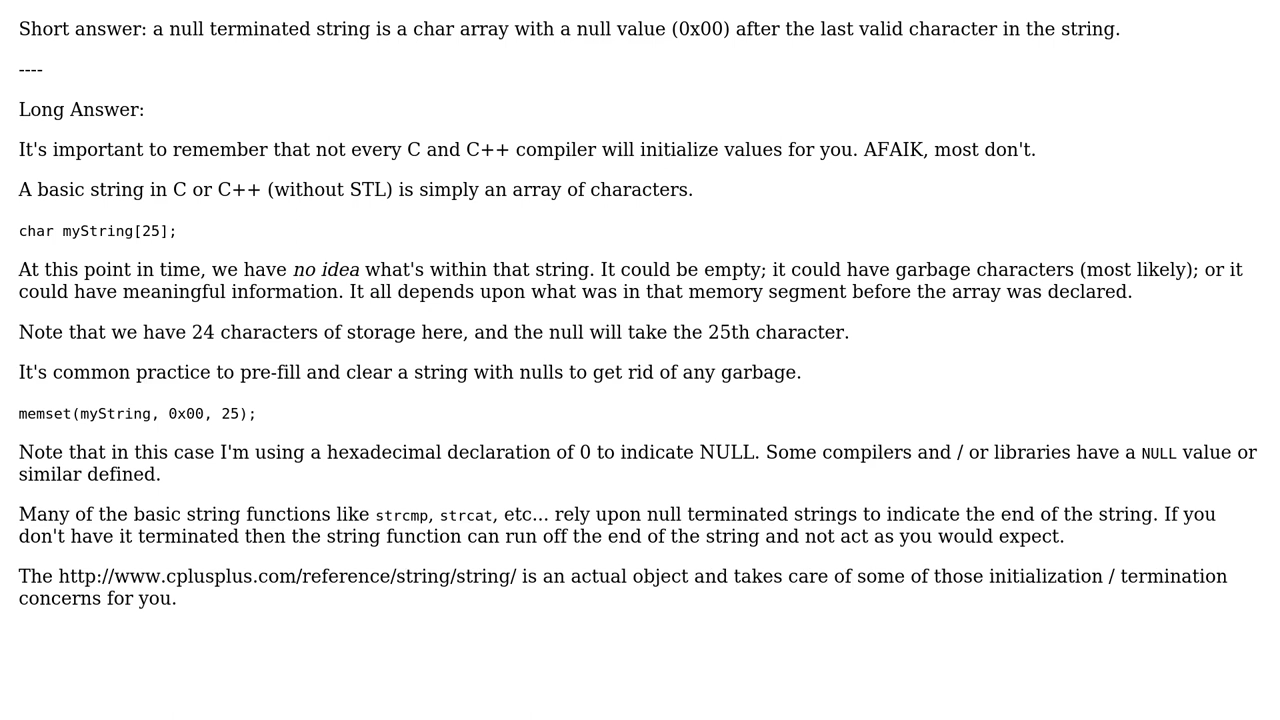 Short answer: a null terminated string is a char array with a null value (0x00) after the last valid character in the string.
----
Long Answer:
It's important to remember that not every C and C++ compiler will initialize values for you. AFAIK, most don't.
A basic string in C or C++ (without STL) is simply an array of characters.
char myString[25];
At this point in time, we have no idea what's within that string. It could be empty; it could have garbage characters (most likely); or it
could have meaningful information. It all depends upon what was in that memory segment before the array was declared.
Note that we have 24 characters of storage here, and the null will take the 25th character.
It's common practice to pre-fill and clear a string with nulls to get rid of any garbage.
memset(myString, 0x00, 25);
Note that in this case I'm using a hexadecimal declaration of 0 to indicate NULL. Some compilers and / or libraries have a NULL value or
similar defined.
Many of the basic string functions like strcmp, strcat, etc... rely upon null terminated strings to indicate the end of the string. If you
don't have it terminated then the string function can run off the end of the string and not act as you would expect.
The http://www.cplusplus.com/reference/string/string/ is an actual object and takes care of some of those initialization / termination
concerns for you.